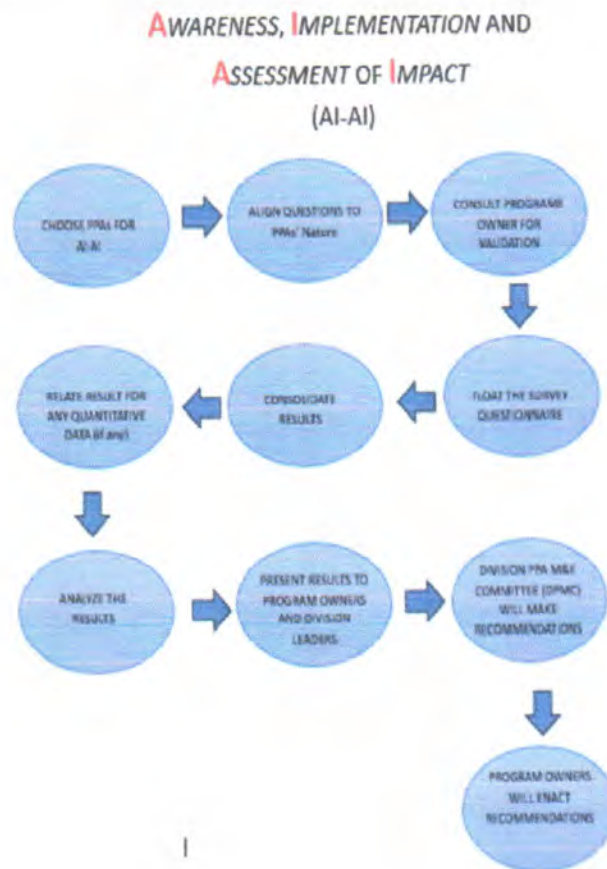 AWARENESS, IMPLEMENTATION AND
ASSESSMENT OF IMPACT
(AI-AI)
CHOOSE PPAs FOR
AI-AI
ALIGN QUESTIONS TO
PPAs' Nature
CONSULT PROGRAME
OWNER FOR
VALIDATION
FLOAT THE SURVEY
QUESTIONNAIRE
CONSOLIDATE
RESULTS
RELATE RESULT FOR
ANY QUANTITATIVE
DATA (if any)
ANALYZE THE
RESULTS
PRESENT RESULTS TO
PROGRAM OWNERS
AND DIVISION
LEADERS
DIVISION PPA M&E
COMMITTEE (DPMC)
WILL MAKE
RECOMMENDATIONS
PROGRAM OWNERS
WILL ENACT
RECOMMENDATIONS